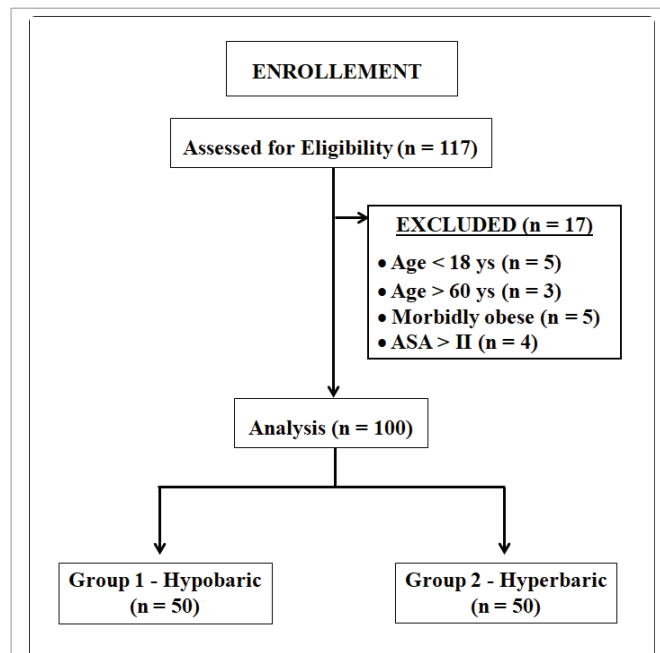 ENROLLEMENT
Assessed for Eligibility (n = 117)
EXCLUDED (n = 17)
• Age < 18 ys (n = 5)
• Age > 60 ys (n = 3)
• Morbidly obese (n = 5)
• ASA > II (n = 4)
Analysis (n = 100)
Group 1 - Hypobaric
(n = 50)
Group 2 - Hyperbaric
(n = 50)